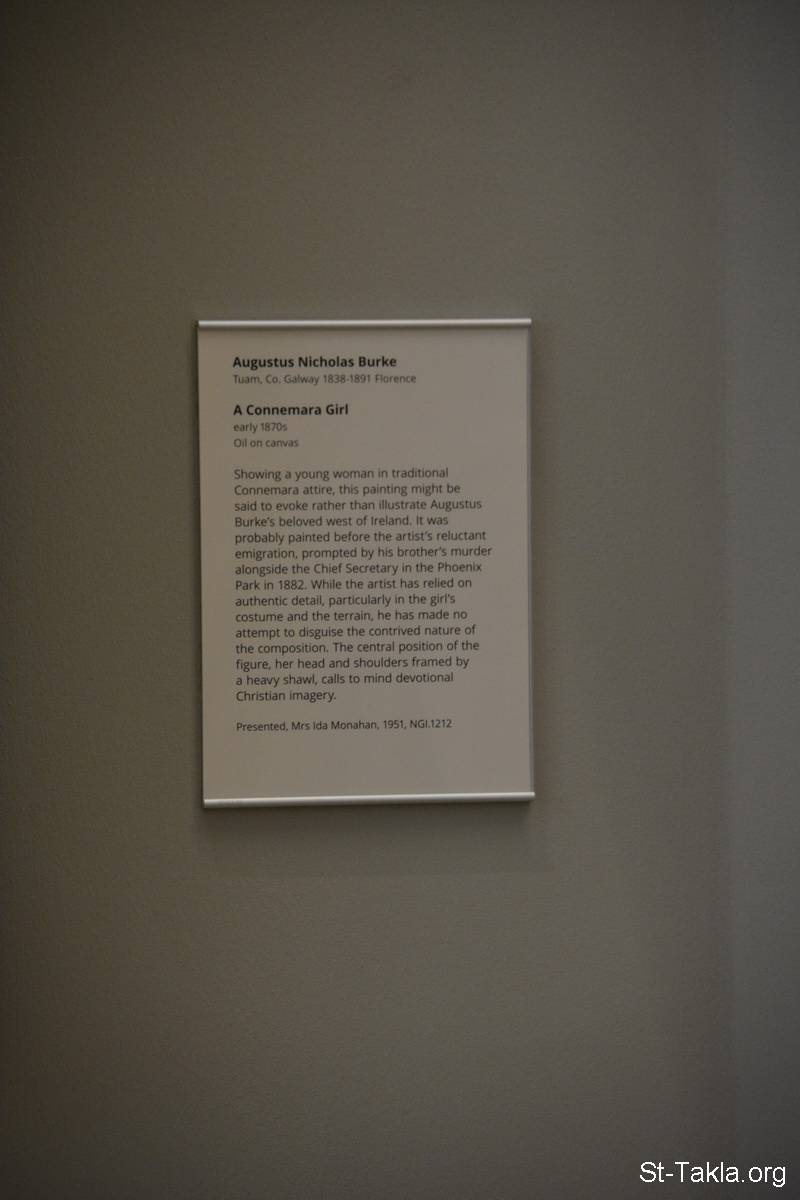 Augustus Nicholas Burke
Tuam, Co. Galway 1838-1891 Florence
A Connemara Girl
early 1870s
Oil on canvas
Showing a young woman in traditional
Connemara attire, this painting might be
said to evoke rather than illustrate Augustus
Burke's beloved west of Ireland. It was
probably painted before the artist's reluctant
emigration, prompted by his brother's murder
alongside the Chief Secretary in the Phoenix
Park in 1882. While the artist has relied on
authentic detail, particularly in the girl's
costume and the terrain, he has made no
attempt to disguise the contrived nature of
the composition. The central position of the
figure, her head and shoulders framed by
a heavy shawl, calls to mind devotional
Christian imagery.
Presented, Mrs Ida Monahan, 1951, NGI.1212
St-Takla.org